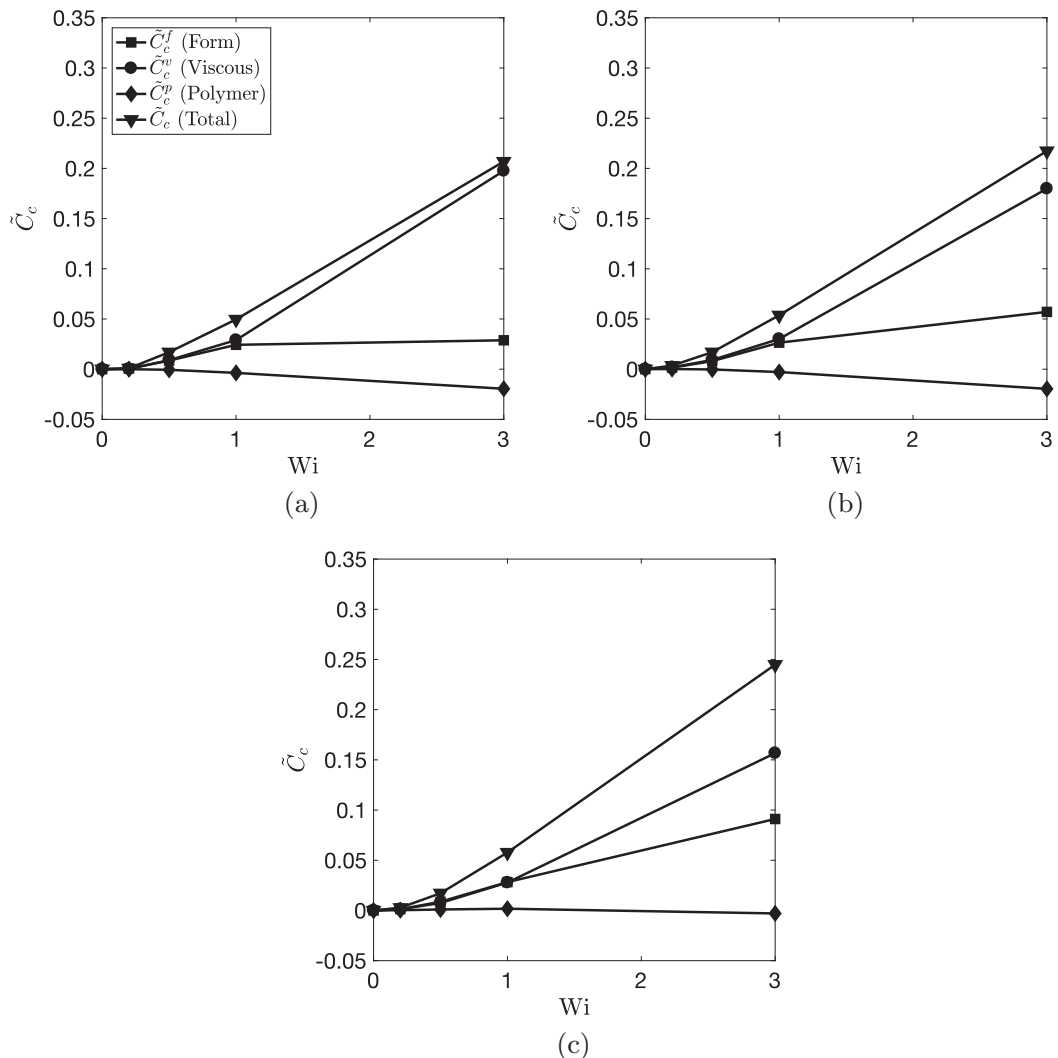 0.35
0.3
0.25
0.2
0.15
0.1
0.05
0
-0.05
C̃_c
0 1 2 3
Wi
(a)
C̃_c^f (Form)
C̃_c^v (Viscous)
C̃_c^p (Polymer)
C̃_c (Total)
0.35
0.3
0.25
0.2
0.15
0.1
0.05
0
-0.05
C̃_c
0 1 2 3
Wi
(b)
0.35
0.3
0.25
0.2
0.15
0.1
0.05
0
-0.05
C̃_c
0 1 2 3
Wi
(c)